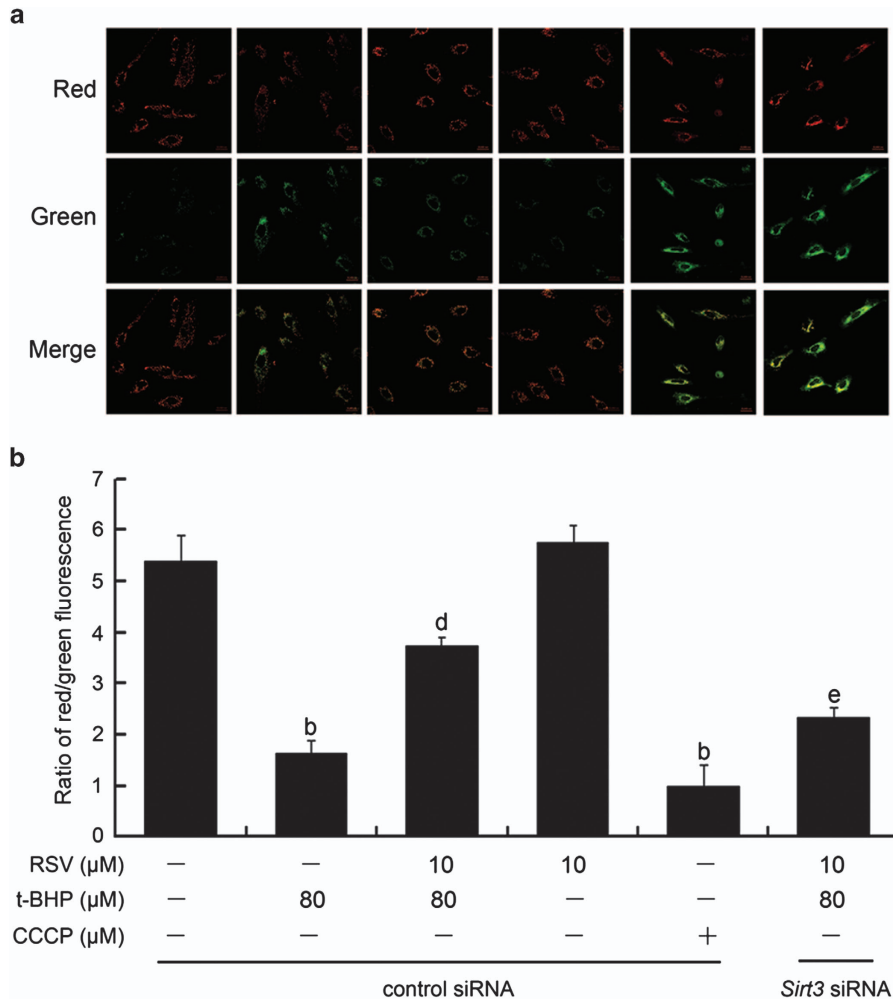 a
Red
Green
Merge
b
Ratio of red/green fluorescence
7
6
5
4
3
2
1
0
b
d
b
e
RSV (μM) — — 10 10 — 10
t-BHP (μM) — 80 80 — — 80
CCCP (μM) — — — — + —
control siRNA Sirt3 siRNA